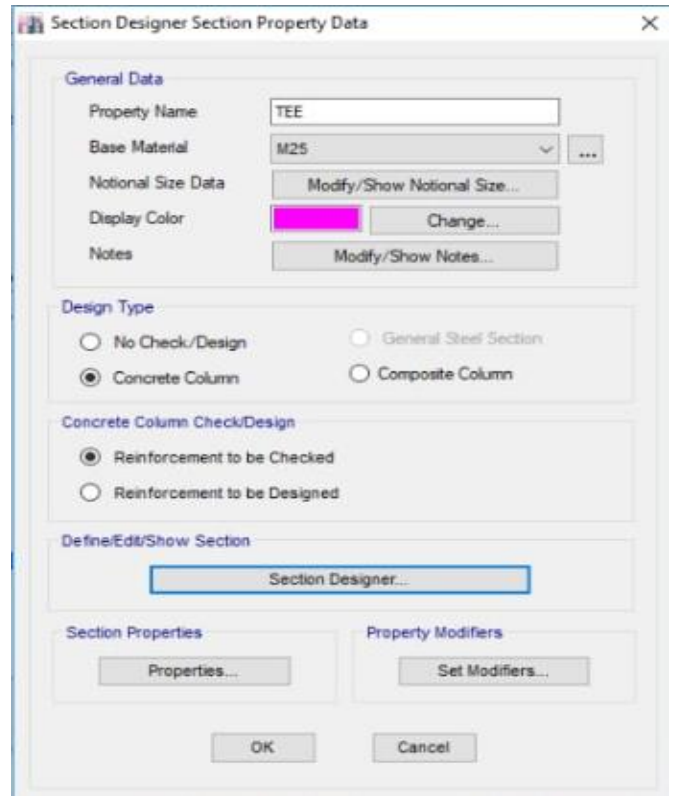 Section Designer Section Property Data
General Data
Property Name TEE
Base Material M25 ...
Notional Size Data Modify/Show Notional Size...
Display Color Change...
Notes Modify/Show Notes...
Design Type
No Check/Design General Steel Section
Concrete Column Composite Column
Concrete Column Check/Design
Reinforcement to be Checked
Reinforcement to be Designed
Define/Edit/Show Section
Section Designer...
Section Properties Property Modifiers
Properties... Set Modifiers...
OK Cancel